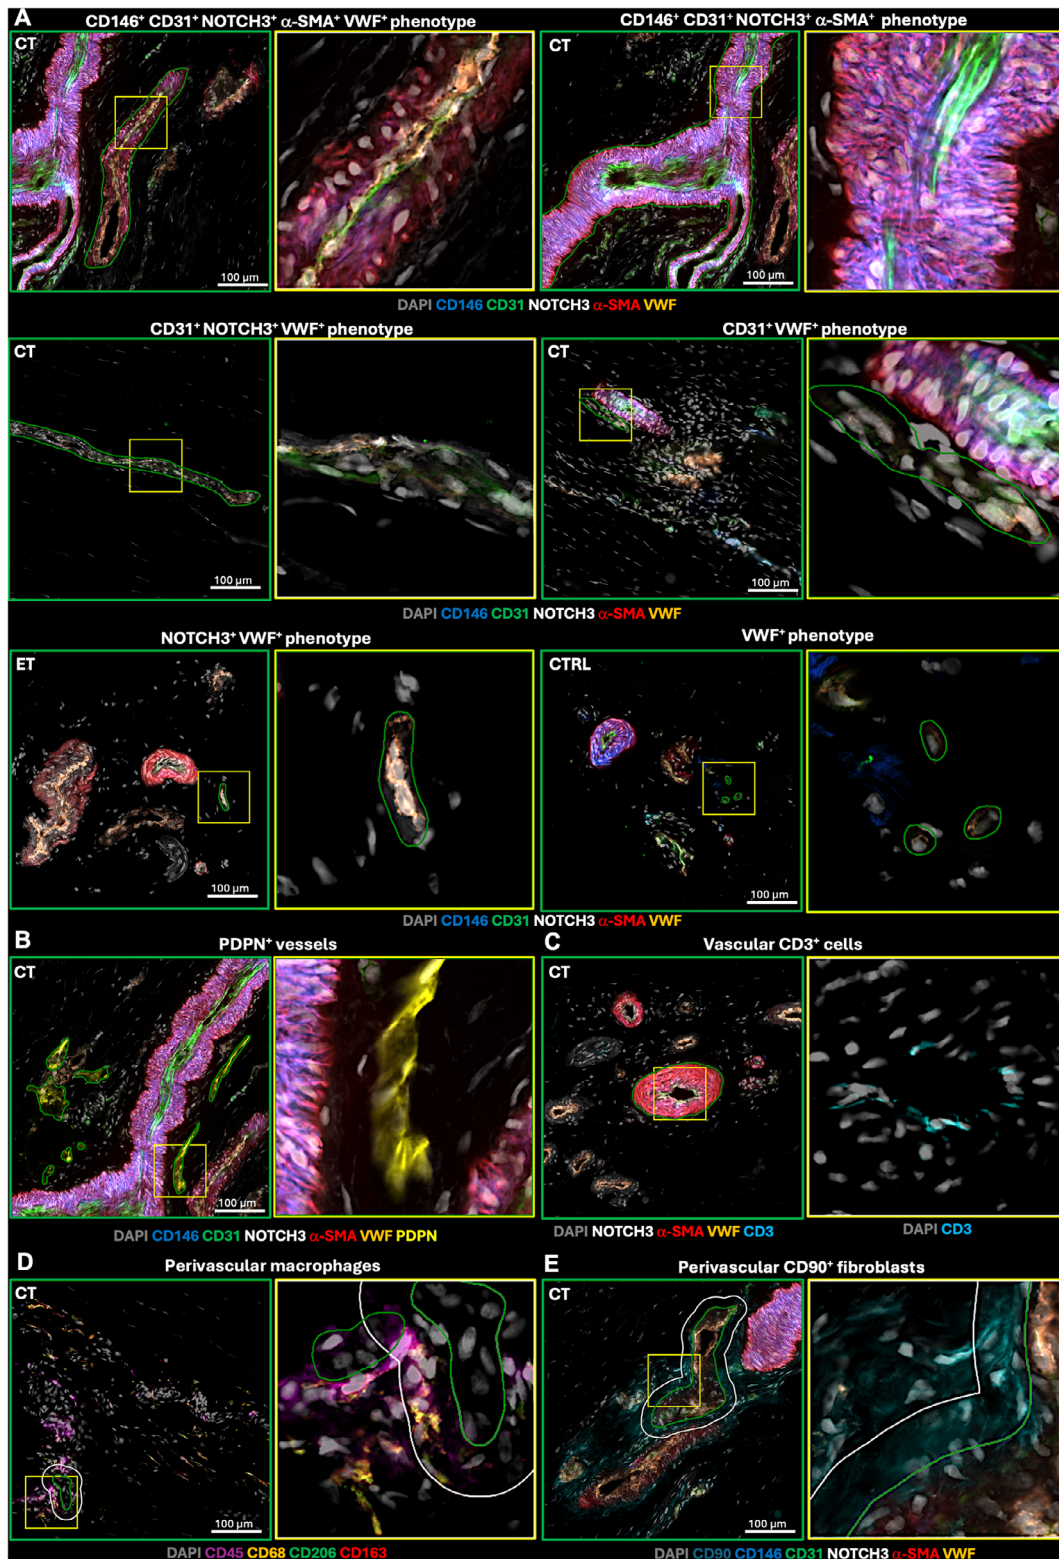 A
CD146⁺ CD31⁺ NOTCH3⁺ α-SMA⁺ VWF⁺ phenotype
CD146⁺ CD31⁺ NOTCH3⁺ α-SMA⁺ phenotype
CT
100 µm
CT
100 µm
DAPI CD146 CD31 NOTCH3 α-SMA VWF
CD31⁺ NOTCH3⁺ VWF⁺ phenotype
CD31⁺ VWF⁺ phenotype
CT
100 µm
CT
100 µm
DAPI CD146 CD31 NOTCH3 α-SMA VWF
NOTCH3⁺ VWF⁺ phenotype
VWF⁺ phenotype
ET
100 µm
CTRL
100 µm
DAPI CD146 CD31 NOTCH3 α-SMA VWF
B
PDPN⁺ vessels
CT
100 µm
DAPI CD146 CD31 NOTCH3 α-SMA VWF PDPN
C
Vascular CD3⁺ cells
CT
100 µm
DAPI NOTCH3 α-SMA VWF CD3
DAPI CD3
D
Perivascular macrophages
CT
100 µm
DAPI CD45 CD68 CD206 CD163
E
Perivascular CD90⁺ fibroblasts
CT
100 µm
DAPI CD90 CD146 CD31 NOTCH3 α-SMA VWF